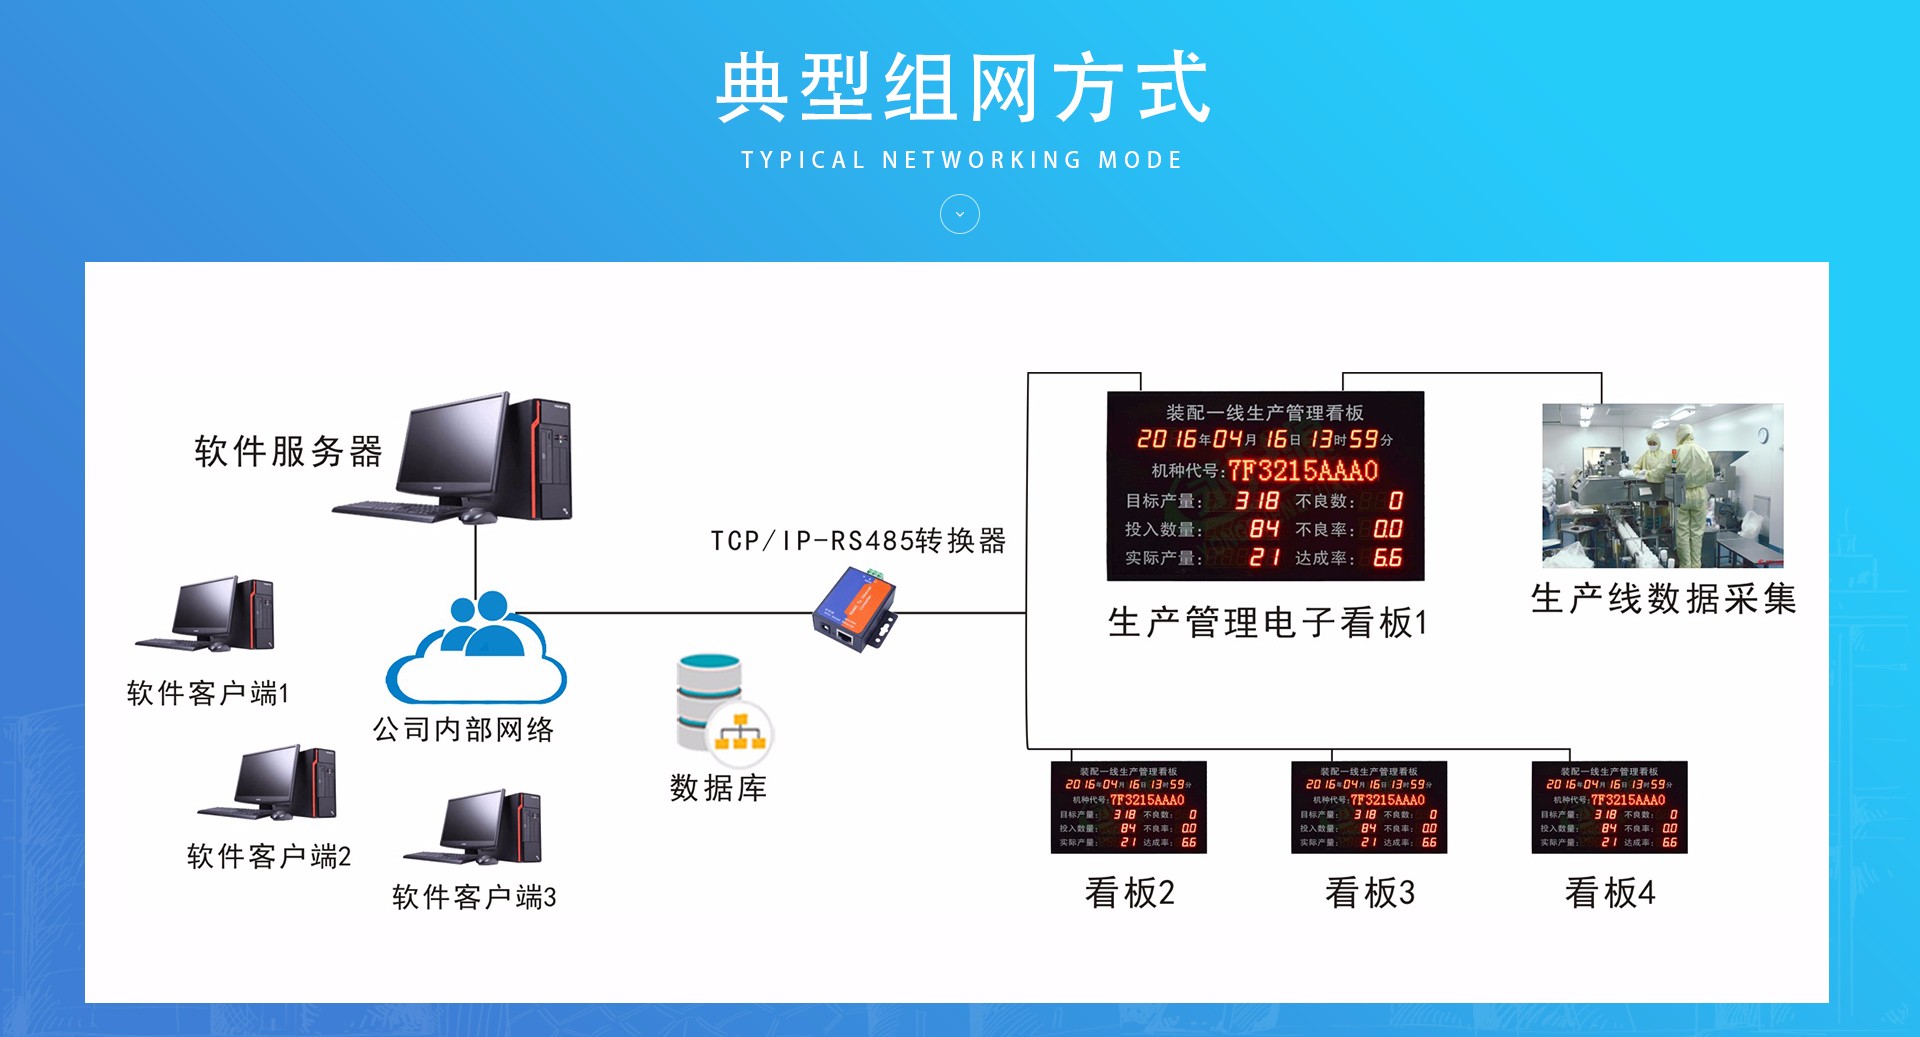 典型组网方式
TYPICAL NETWORKING MODE
软件服务器
TCP/IP-RS485转换器
装配一线生产管理看板
2016年04月16日13时59分
机种代号:7F3215AAA0
目标产量: 318 不良数: 0
投入数量: 84 不良率: 0.0
实际产量: 21 达成率: 6.6
生产管理电子看板1
生产线数据采集
软件客户端1
公司内部网络
数据库
软件客户端2
软件客户端3
装配一线生产管理看板
2016年04月16日13时59分
机种代号:7F3215AAA0
目标产量: 318 不良数: 0
投入数量: 84 不良率: 0.0
实际产量: 21 达成率: 6.6
看板2
装配一线生产管理看板
2016年04月16日13时59分
机种代号:7F3215AAA0
目标产量: 318 不良数: 0
投入数量: 84 不良率: 0.0
实际产量: 21 达成率: 6.6
看板3
装配一线生产管理看板
2016年04月16日13时59分
机种代号:7F3215AAA0
目标产量: 318 不良数: 0
投入数量: 84 不良率: 0.0
实际产量: 21 达成率: 6.6
看板4